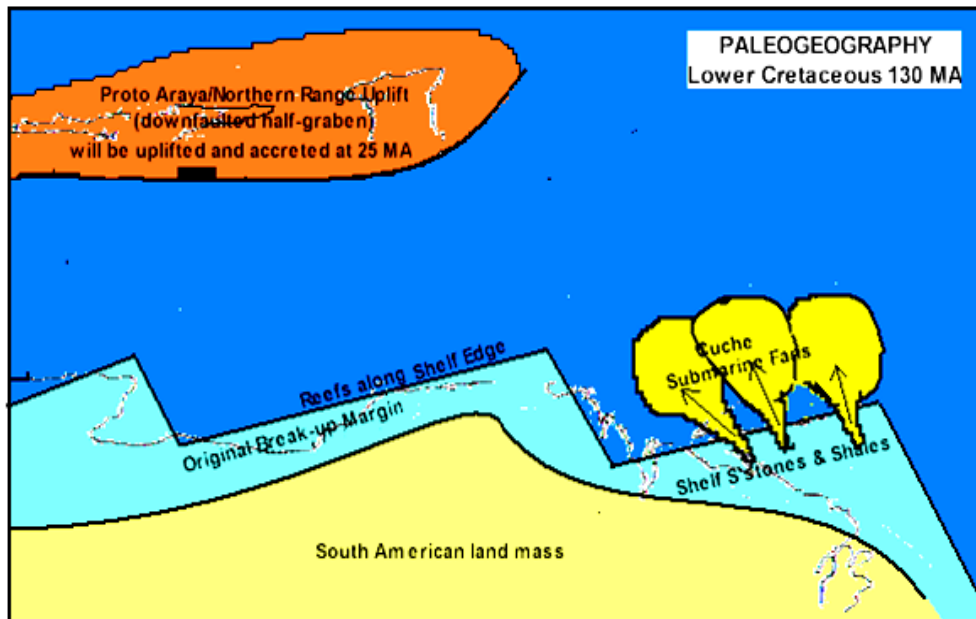 PALEOGEOGRAPHY
Lower Cretaceous 130 MA
Proto Araya/Northern Range Uplift
(downfaulted half-graben)
will be uplifted and accreted at 25 MA
Cuche
Submarine Fans
Reefs along Shelf Edge
Original Break-up Margin
Shelf S'stones & Shales
South American land mass